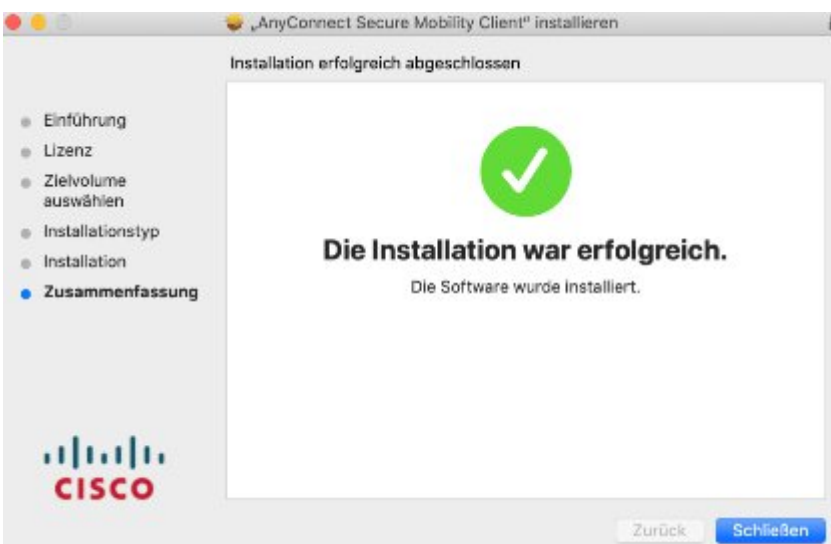 „AnyConnect Secure Mobility Client“ installieren
Installation erfolgreich abgeschlossen
Einführung
Lizenz
Zielvolume
auswählen
Installationstyp
Installation
Zusammenfassung
Die Installation war erfolgreich.
Die Software wurde installiert.
CISCO
Zurück
Schließen